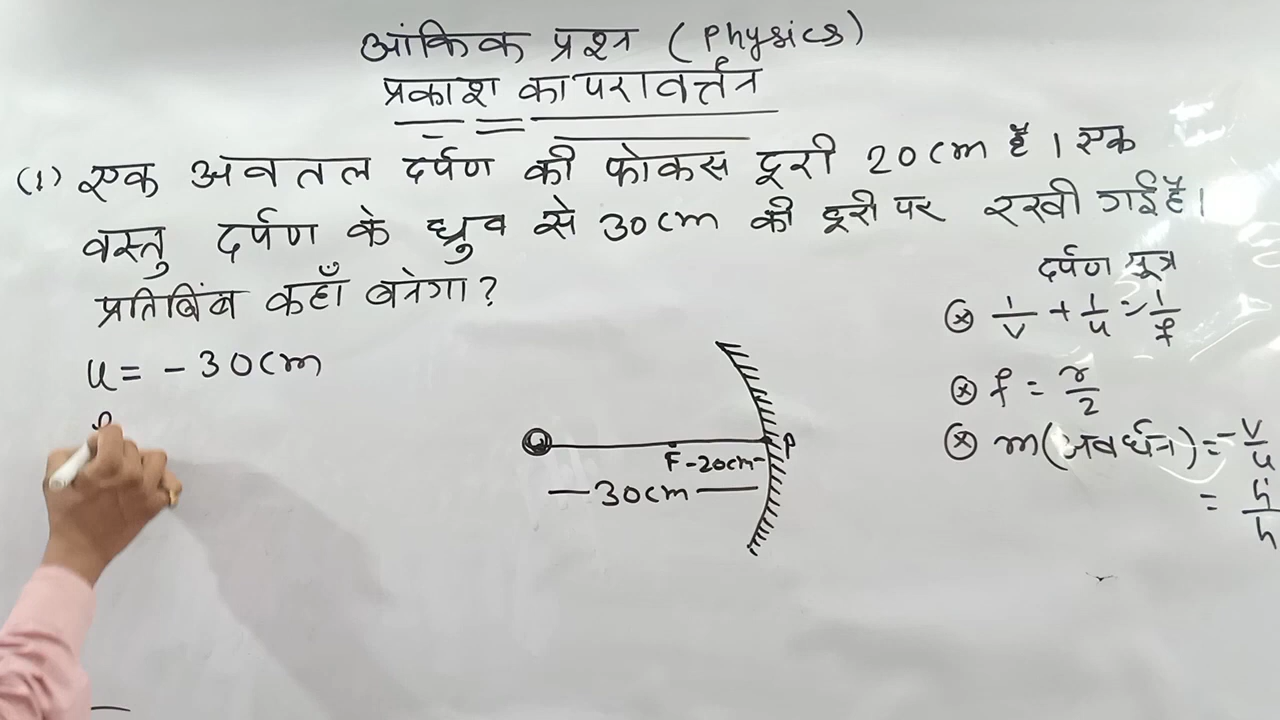 आंकिक प्रश्न (Physics)
प्रकाश का परावर्त्तन
(1) एक अवतल दर्पण की फोकस दूरी 20cm है। एक
वस्तु दर्पण के ध्रुव से 30cm की दूरी पर रखी गई है।
प्रतिबिंब कहाँ बनेगा?
दर्पण सूत्र
1/v + 1/u = 1/f
f = r/2
m(आवर्धन) = -v/u
= h'/h
u = -30cm
f
F -20cm- P
—30cm—